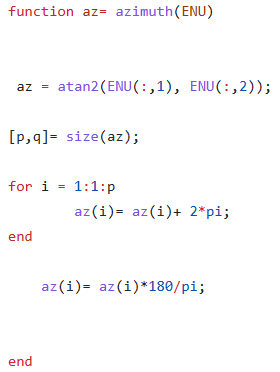 function az= azimuth(ENU)
az = atan2(ENU(:,1), ENU(:,2));
[p,q]= size(az);
for i = 1:1:p
az(i)= az(i)+ 2*pi;
end
az(i)= az(i)*180/pi;
end